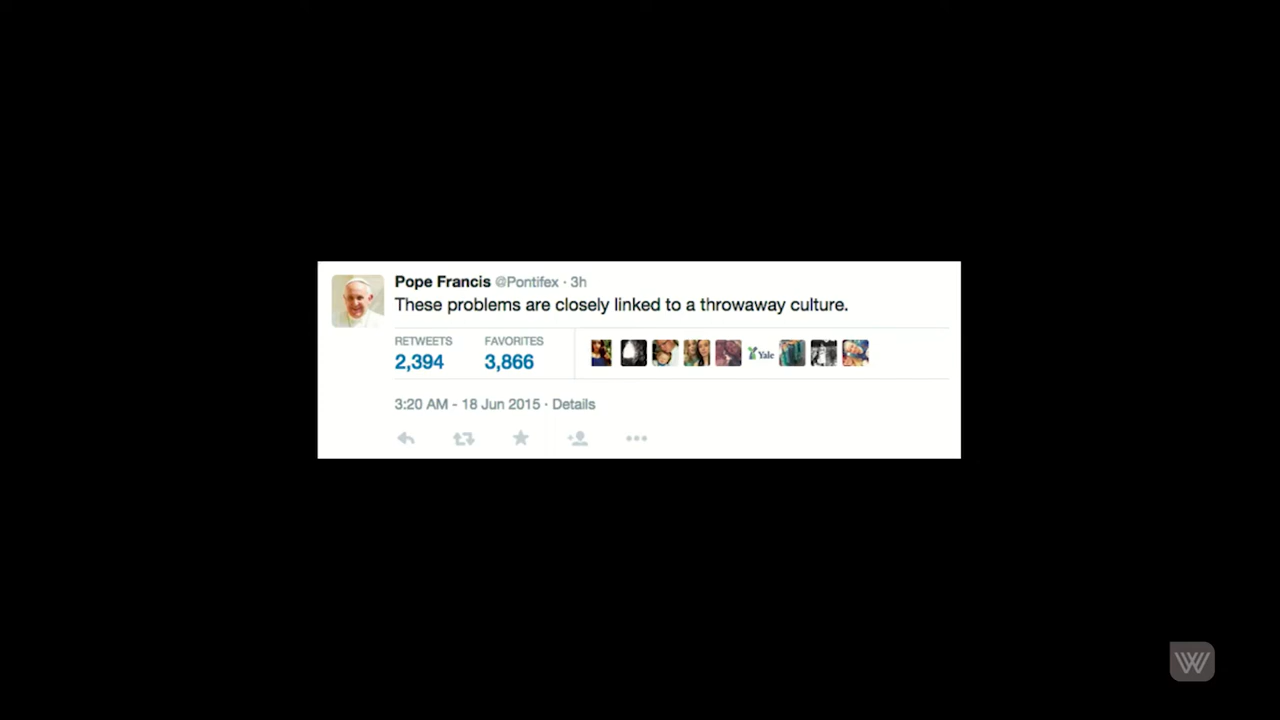 Pope Francis @Pontifex · 3h
These problems are closely linked to a throwaway culture.
RETWEETS FAVORITES
2,394 3,866
Yale
3:20 AM - 18 Jun 2015 · Details
W